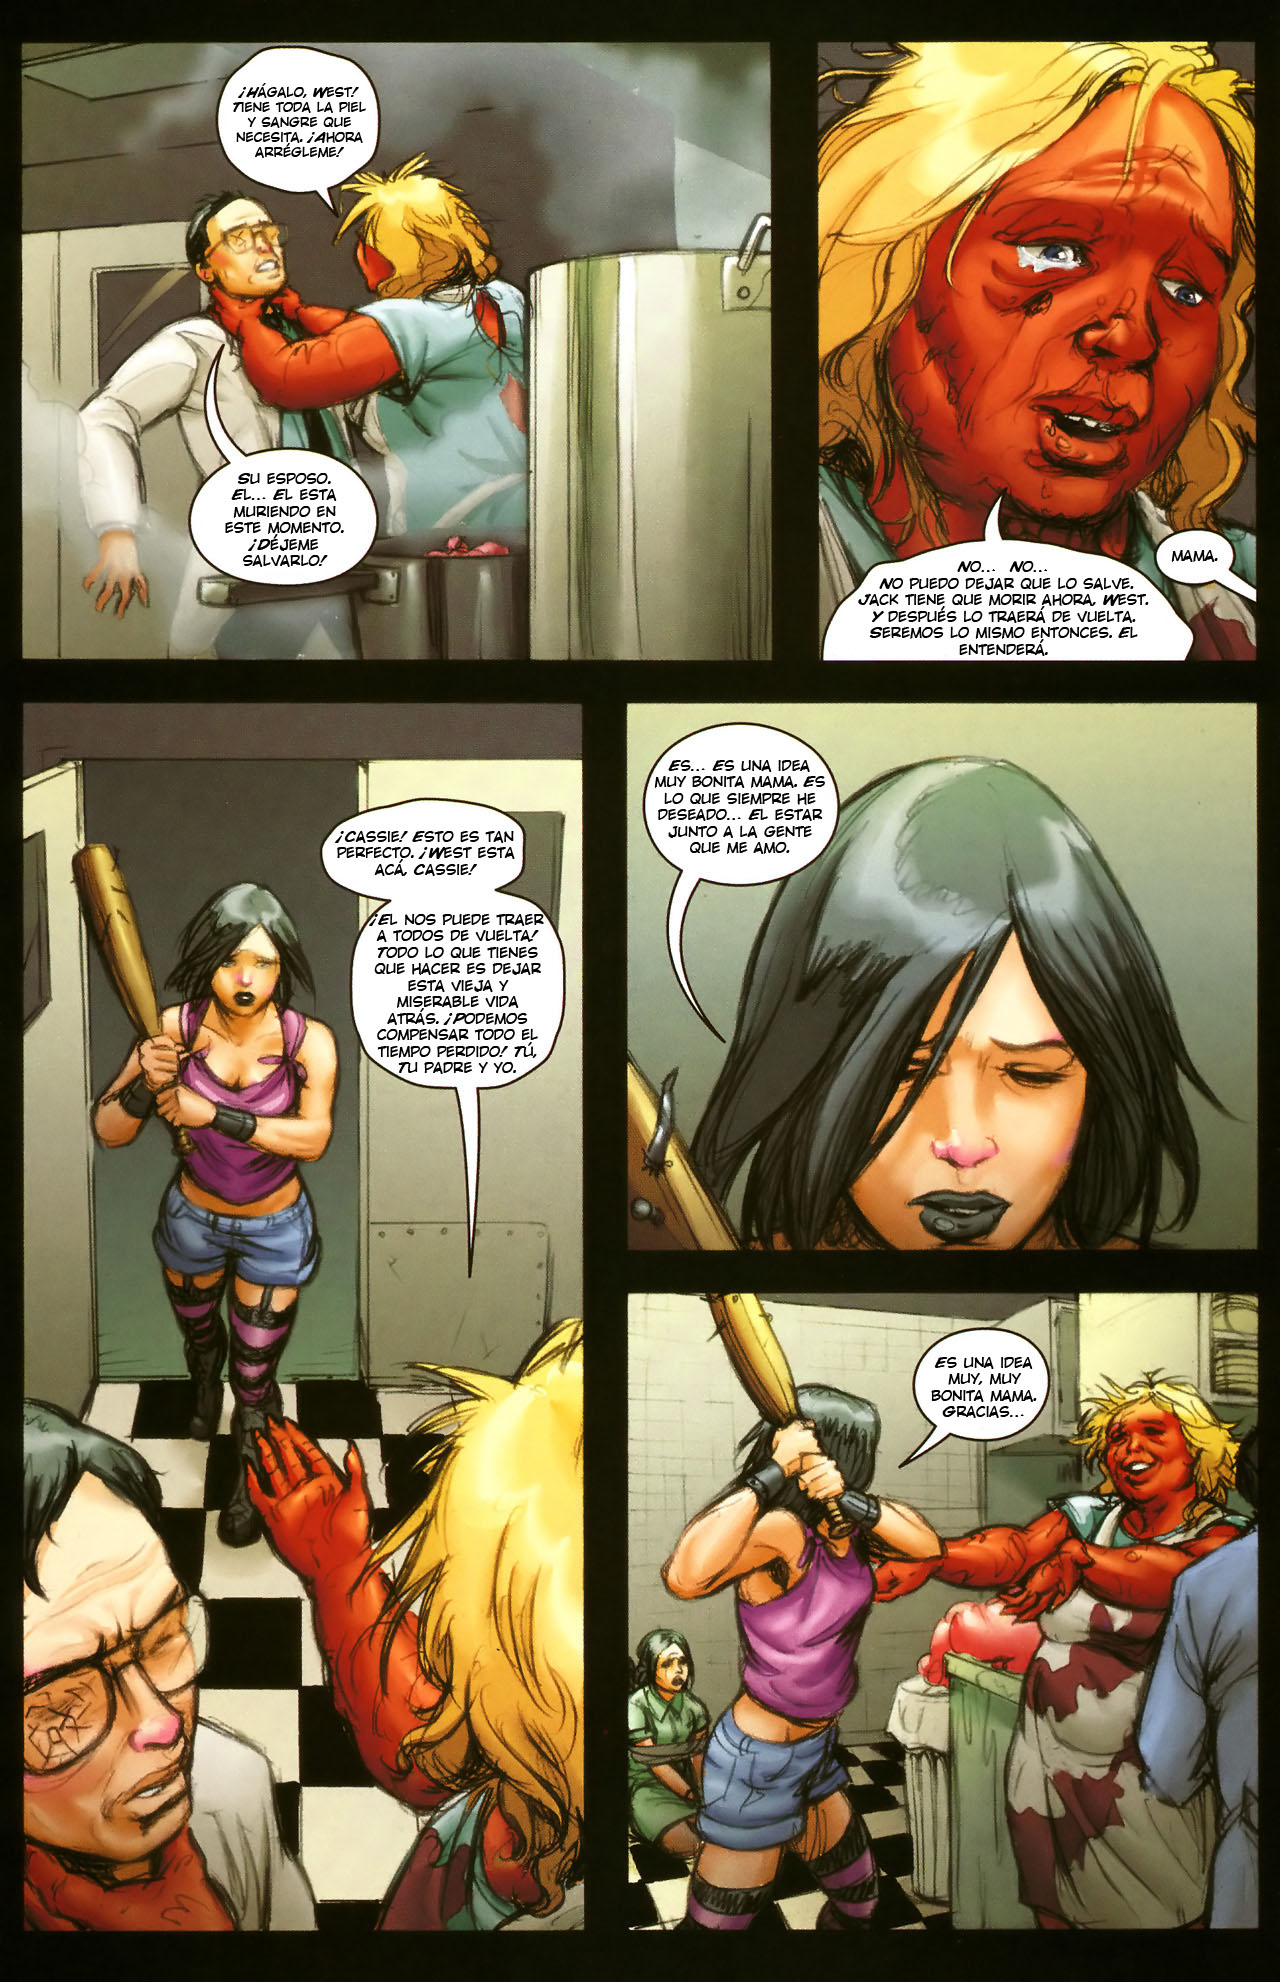 ¡HÁGALO, WEST!
TIENE TODA LA PIEL
Y SANGRE QUE
NECESITA. ¡AHORA
ARRÉGLEME!
SU ESPOSO.
EL... EL ESTA
MURIENDO EN
ESTE MOMENTO.
¡DÉJEME
SALVARLO!
NO... NO...
NO PUEDO DEJAR QUE LO SALVE.
JACK TIENE QUE MORIR AHORA, WEST.
Y DESPUÉS LO TRAERÁ DE VUELTA.
SEREMOS LO MISMO ENTONCES. EL
ENTENDERÁ.
MAMA.
¡CASSIE! ESTO ES TAN
PERFECTO. ¡WEST ESTA
ACÁ, CASSIE!
¡EL NOS PUEDE TRAER
A TODOS DE VUELTA!
TODO LO QUE TIENES
QUE HACER ES DEJAR
ESTA VIEJA Y
MISERABLE VIDA
ATRÁS. ¡PODEMOS
COMPENSAR TODO EL
TIEMPO PERDIDO! TÚ,
TU PADRE Y YO.
ES... ES UNA IDEA
MUY BONITA MAMA. ES
LO QUE SIEMPRE HE
DESEADO... EL ESTAR
JUNTO A LA GENTE
QUE ME AMO.
ES UNA IDEA
MUY, MUY
BONITA MAMA.
GRACIAS...